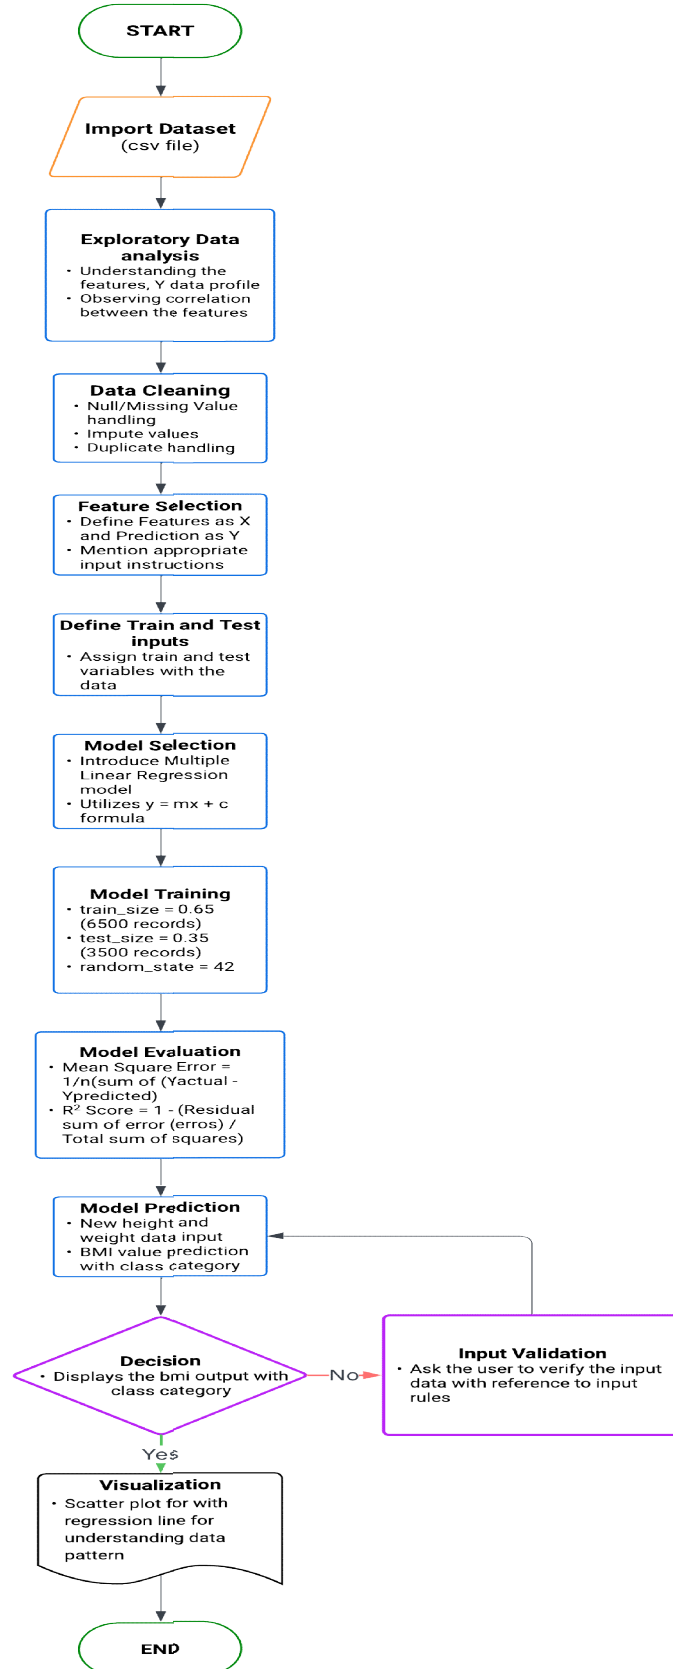 START
Import Dataset
(csv file)
Exploratory Data
analysis
• Understanding the
features, Y data profile
• Observing correlation
between the features
Data Cleaning
• Null/Missing Value
handling
• Impute values
• Duplicate handling
Feature Selection
• Define Features as X
and Prediction as Y
• Mention appropriate
input instructions
Define Train and Test
inputs
• Assign train and test
variables with the
data
Model Selection
• Introduce Multiple
Linear Regression
model
• Utilizes y = mx + c
formula
Model Training
• train_size = 0.65
(6500 records)
• test_size = 0.35
(3500 records)
• random_state = 42
Model Evaluation
• Mean Square Error =
1/n(sum of (Yactual -
Ypredicted)
• R² Score = 1 - (Residual
sum of error (erros) /
Total sum of squares)
Model Prediction
• New height and
weight data input
• BMI value prediction
with class category
Decision
• Displays the bmi output with
class category
No
Input Validation
• Ask the user to verify the input
data with reference to input
rules
Yes
Visualization
• Scatter plot for with
regression line for
understanding data
pattern
END